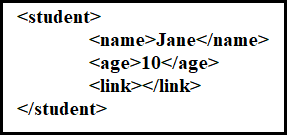 <student>
<name>Jane</name>
<age>10</age>
<link></link>
</student>